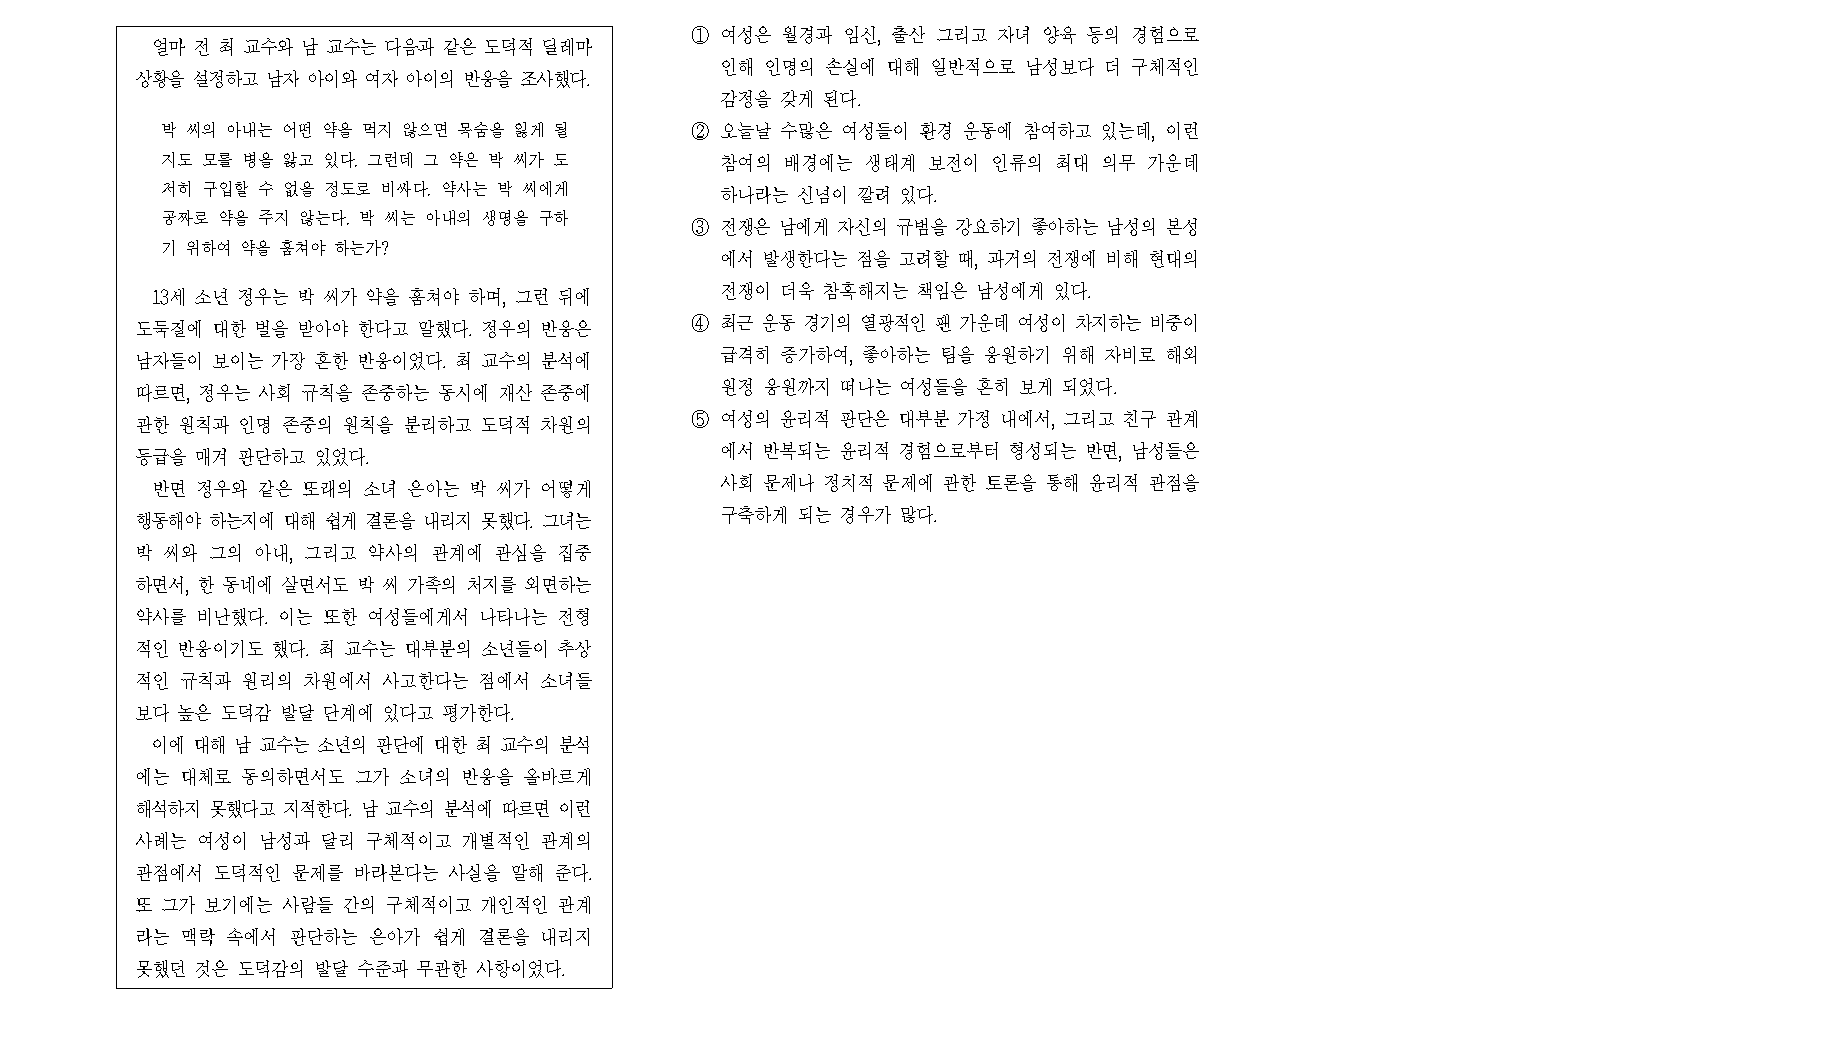 얼마 전 최 교수와 남 교수는 다음과 같은 도덕적 딜레마
상황을 설정하고 남자 아이와 여자 아이의 반응을 조사했다.
박 씨의 아내는 어떤 약을 먹지 않으면 목숨을 잃게 될
지도 모를 병을 앓고 있다. 그런데 그 약은 박 씨가 도
저히 구입할 수 없을 정도로 비싸다. 약사는 박 씨에게
공짜로 약을 주지 않는다. 박 씨는 아내의 생명을 구하
기 위하여 약을 훔쳐야 하는가?
13세 소년 정우는 박 씨가 약을 훔쳐야 하며, 그런 뒤에
도둑질에 대한 벌을 받아야 한다고 말했다. 정우의 반응은
남자들이 보이는 가장 흔한 반응이었다. 최 교수의 분석에
따르면, 정우는 사회 규칙을 존중하는 동시에 재산 존중에
관한 원칙과 인명 존중의 원칙을 분리하고 도덕적 차원의
등급을 매겨 판단하고 있었다.
반면 정우와 같은 또래의 소녀 은아는 박 씨가 어떻게
행동해야 하는지에 대해 쉽게 결론을 내리지 못했다. 그녀는
박 씨와 그의 아내, 그리고 약사의 관계에 관심을 집중
하면서, 한 동네에 살면서도 박 씨 가족의 처지를 외면하는
약사를 비난했다. 이는 또한 여성들에게서 나타나는 전형
적인 반응이기도 했다. 최 교수는 대부분의 소년들이 추상
적인 규칙과 원리의 차원에서 사고한다는 점에서 소녀들
보다 높은 도덕감 발달 단계에 있다고 평가한다.
이에 대해 남 교수는 소년의 판단에 대한 최 교수의 분석
에는 대체로 동의하면서도 그가 소녀의 반응을 올바르게
해석하지 못했다고 지적한다. 남 교수의 분석에 따르면 이런
사례는 여성이 남성과 달리 구체적이고 개별적인 관계의
관점에서 도덕적인 문제를 바라본다는 사실을 말해 준다.
또 그가 보기에는 사람들 간의 구체적이고 개인적인 관계
라는 맥락 속에서 판단하는 은아가 쉽게 결론을 내리지
못했던 것은 도덕감의 발달 수준과 무관한 사항이었다.
① 여성은 월경과 임신, 출산 그리고 자녀 양육 등의 경험으로
인해 인명의 손실에 대해 일반적으로 남성보다 더 구체적인
감정을 갖게 된다.
② 오늘날 수많은 여성들이 환경 운동에 참여하고 있는데, 이런
참여의 배경에는 생태계 보전이 인류의 최대 의무 가운데
하나라는 신념이 깔려 있다.
③ 전쟁은 남에게 자신의 규범을 강요하기 좋아하는 남성의 본성
에서 발생한다는 점을 고려할 때, 과거의 전쟁에 비해 현대의
전쟁이 더욱 참혹해지는 책임은 남성에게 있다.
④ 최근 운동 경기의 열광적인 팬 가운데 여성이 차지하는 비중이
급격히 증가하여, 좋아하는 팀을 응원하기 위해 자비로 해외
원정 응원까지 떠나는 여성들을 흔히 보게 되었다.
⑤ 여성의 윤리적 판단은 대부분 가정 내에서, 그리고 친구 관계
에서 반복되는 윤리적 경험으로부터 형성되는 반면, 남성들은
사회 문제나 정치적 문제에 관한 토론을 통해 윤리적 관점을
구축하게 되는 경우가 많다.